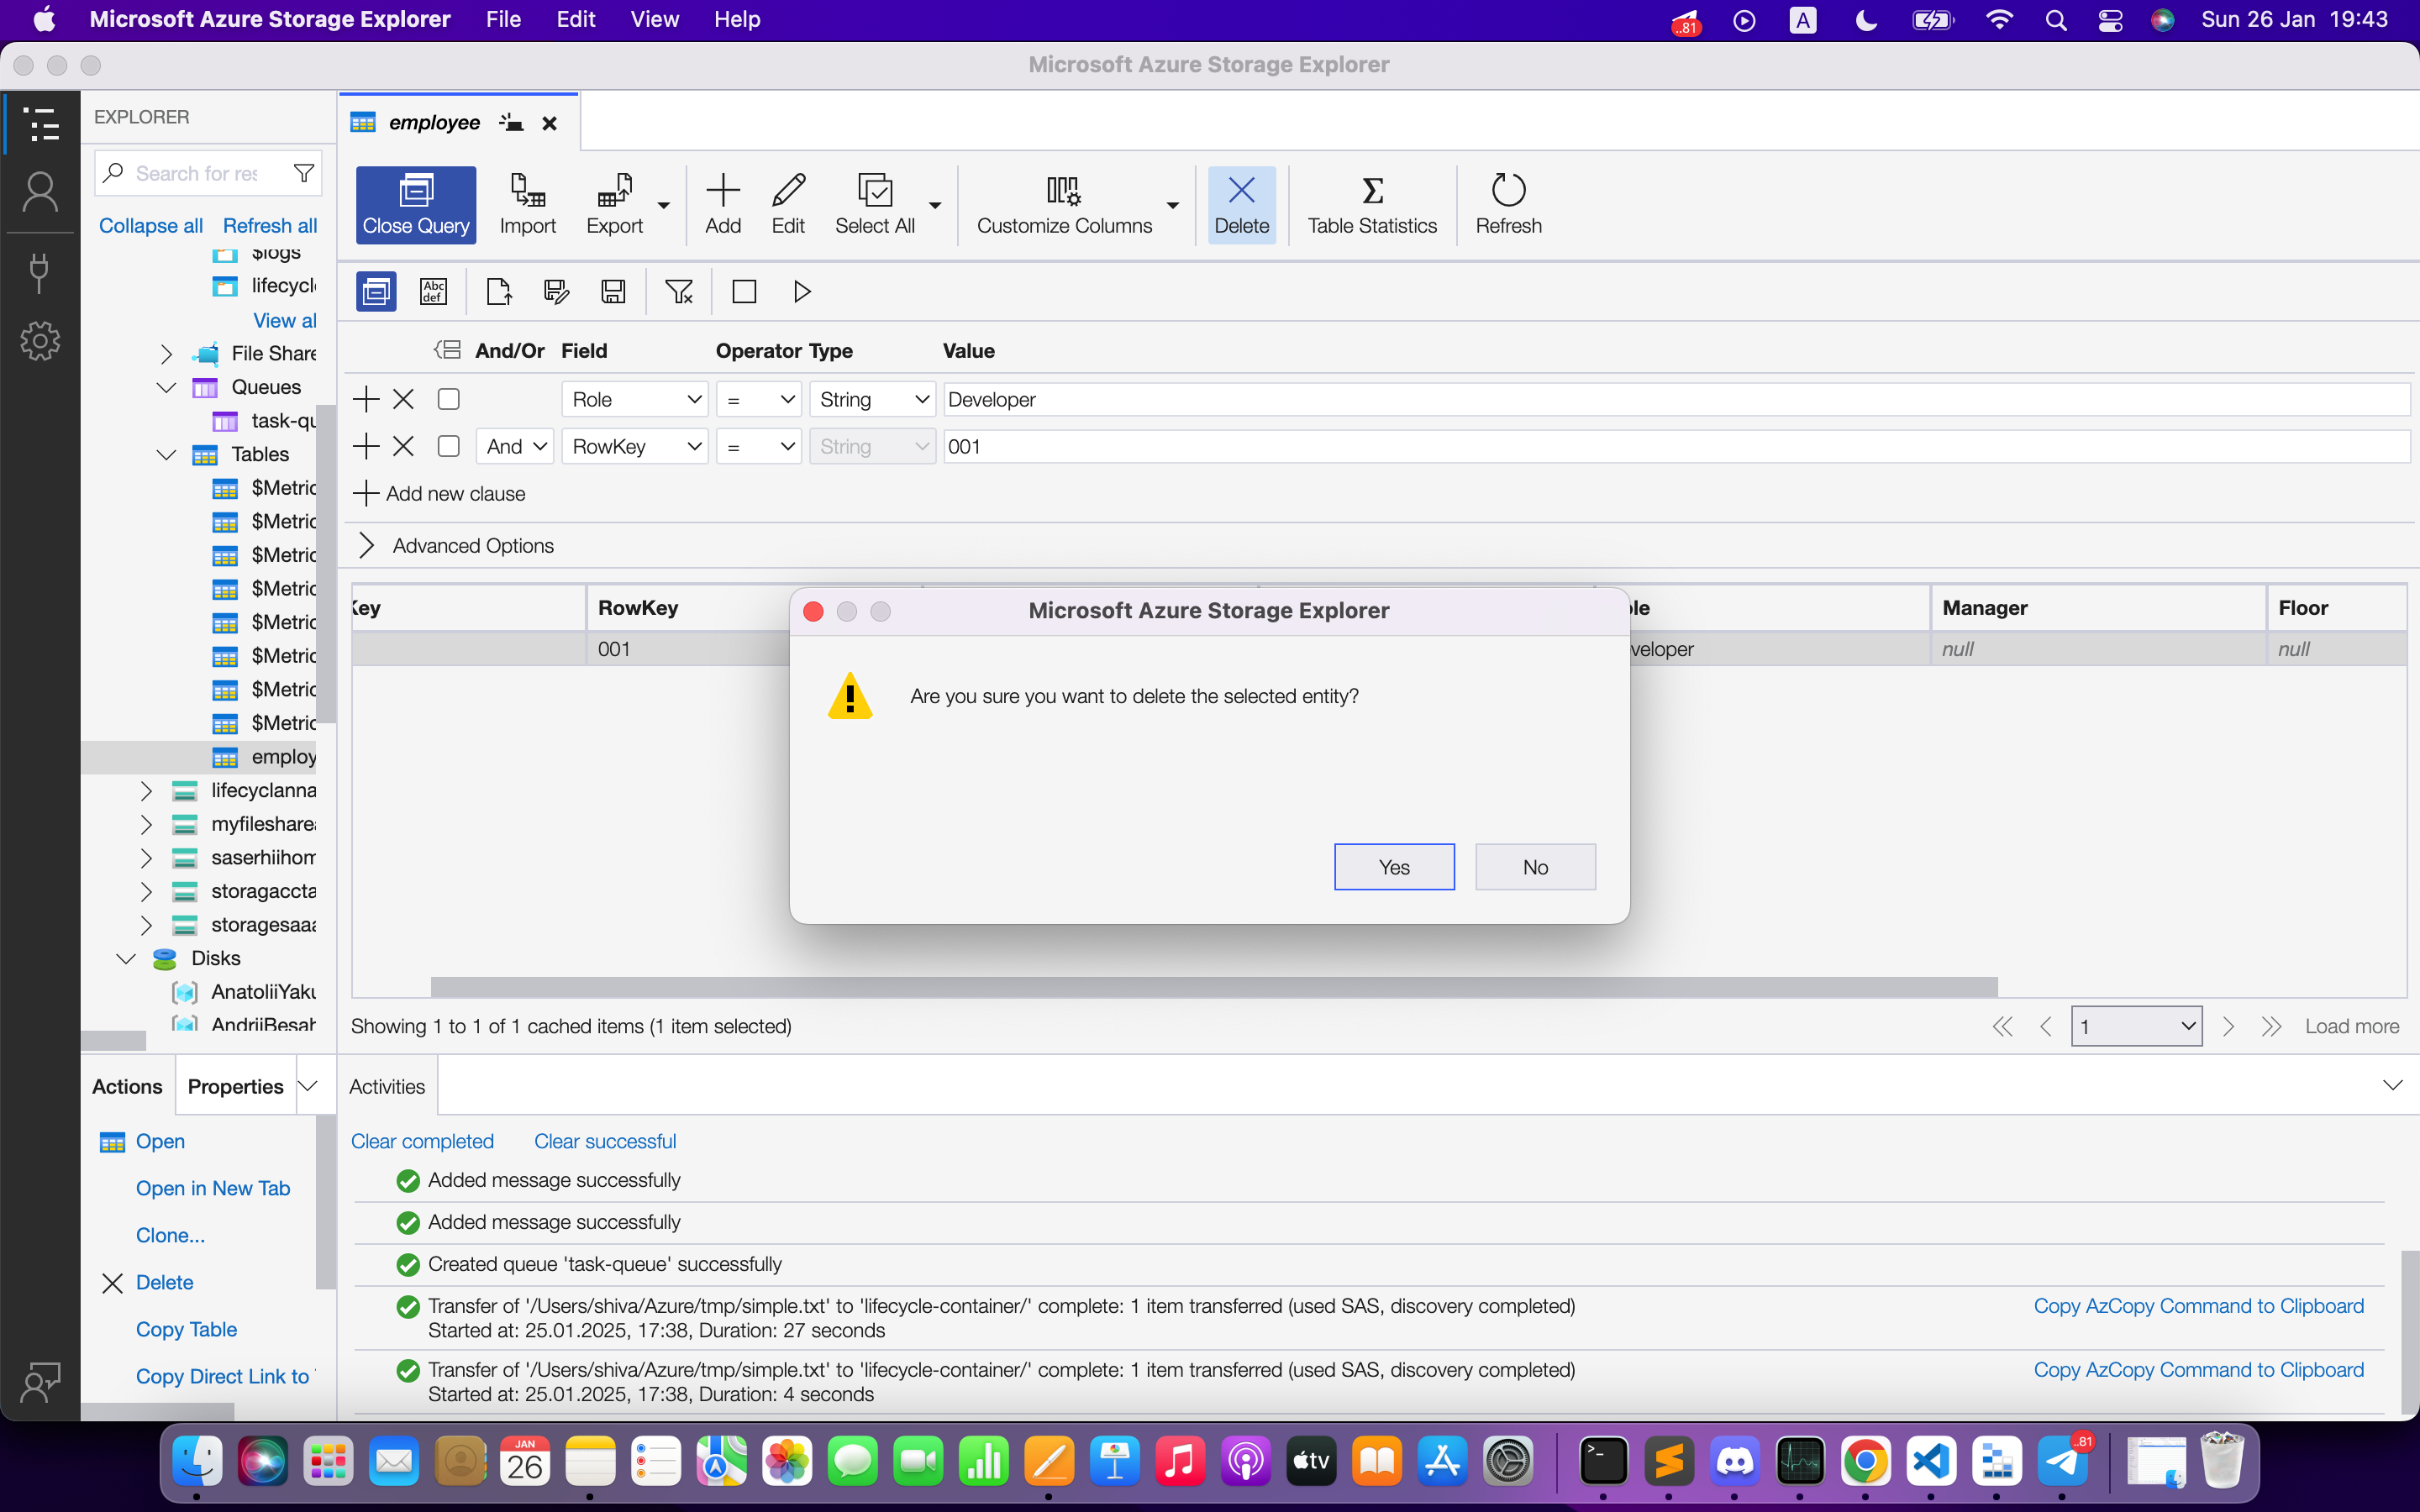 Microsoft Azure Storage Explorer File Edit View Help
..81 A Sun 26 Jan 19:43
Microsoft Azure Storage Explorer
EXPLORER
Search for res
Collapse all Refresh all
$logs
lifecycl
View al
File Share
Queues
task-qu
Tables
$Metric
$Metric
$Metric
$Metric
$Metric
$Metric
$Metric
$Metric
employ
lifecyclanna
myfileshare
saserhiihom
storagaccta
storagesaaa
Disks
AnatoliiYaku
AndriiBesah
employee
Close Query Import Export Add Edit Select All Customize Columns Delete Table Statistics Refresh
Abc
def
And/Or Field Operator Type Value
Role = String Developer
And RowKey = String 001
Add new clause
Advanced Options
Key RowKey ole Manager Floor
001 veloper null null
Microsoft Azure Storage Explorer
Are you sure you want to delete the selected entity?
Yes No
Showing 1 to 1 of 1 cached items (1 item selected)
1 Load more
Actions Properties
Open
Open in New Tab
Clone...
Delete
Copy Table
Copy Direct Link to
Activities
Clear completed Clear successful
Added message successfully
Added message successfully
Created queue 'task-queue' successfully
Transfer of '/Users/shiva/Azure/tmp/simple.txt' to 'lifecycle-container/' complete: 1 item transferred (used SAS, discovery completed) Copy AzCopy Command to Clipboard
Started at: 25.01.2025, 17:38, Duration: 27 seconds
Transfer of '/Users/shiva/Azure/tmp/simple.txt' to 'lifecycle-container/' complete: 1 item transferred (used SAS, discovery completed) Copy AzCopy Command to Clipboard
Started at: 25.01.2025, 17:38, Duration: 4 seconds
JAN
26
tv
..81